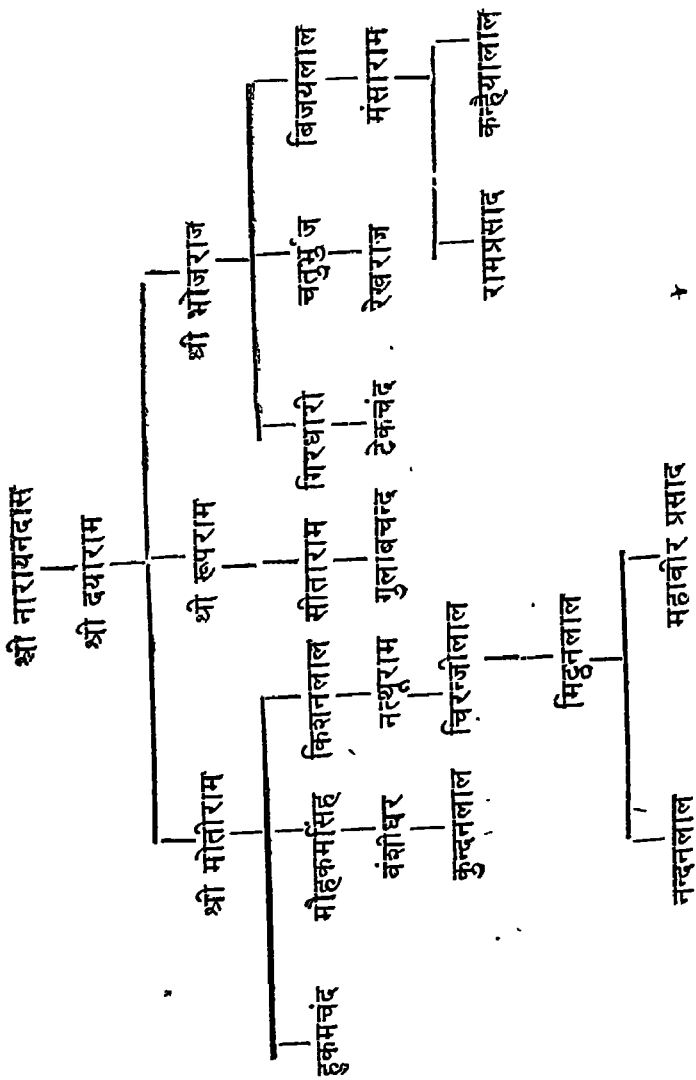 श्री नारायनदास
श्री दयाराम
श्री मोतीराम श्री रूपराम श्री भोजराज
हुकमचंद मौहकमसिंह किशनलाल सीताराम गिरधारी चतुर्भुज बिजयलाल
वंशीधर नत्थूराम गुलाबचन्द टेकचंद रेखराज मंसाराम
कुन्दनलाल चिरन्जीलाल रामप्रसाद कन्हैयालाल
मिट्ठनलाल
नन्दनलाल महावीर प्रसाद